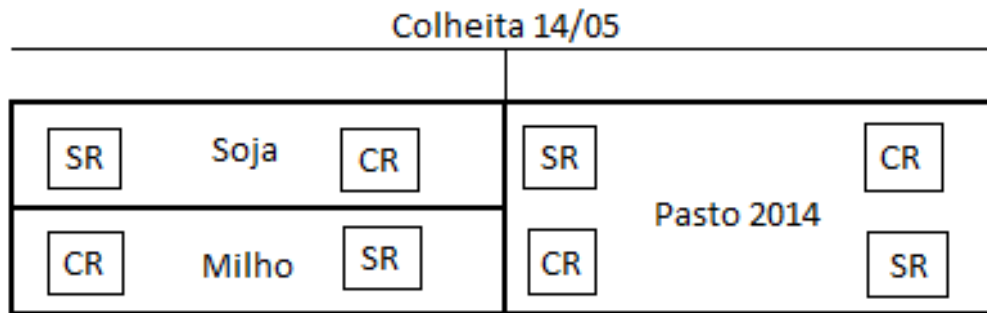 Colheita 14/05
SR Soja CR
CR Milho SR
SR CR
Pasto 2014
CR SR